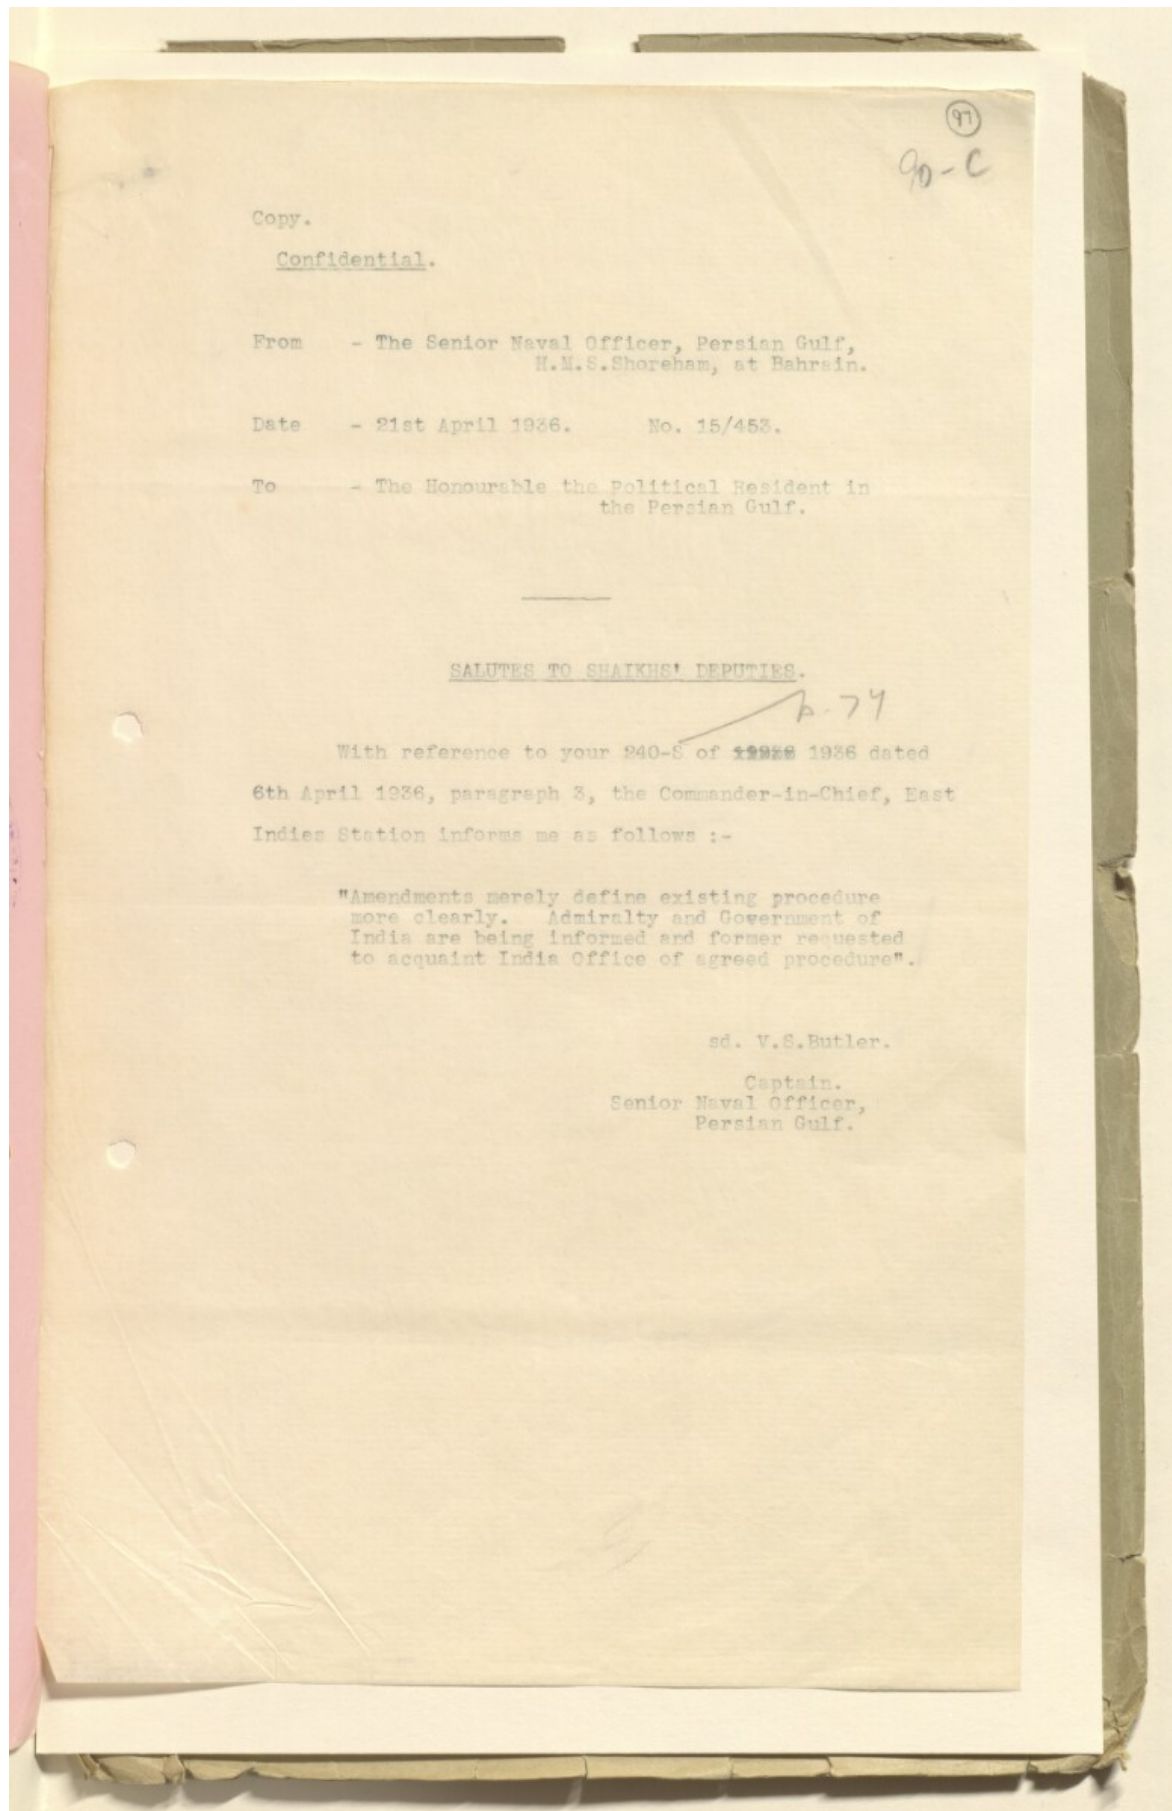 97
90-C
Copy.
Confidential.
From - The Senior Naval Officer, Persian Gulf,
H.M.S.Shoreham, at Bahrain.
Date - 21st April 1936. No. 15/453.
To - The Honourable the Political Resident in
the Persian Gulf.
SALUTES TO SHAIKHS' DEPUTIES.
p. 74
With reference to your 240-S of 1936 dated
6th April 1936, paragraph 3, the Commander-in-Chief, East
Indies Station informs me as follows :-
"Amendments merely define existing procedure
more clearly. Admiralty and Government of
India are being informed and former requested
to acquaint India Office of agreed procedure".
sd. V.S.Butler.
Captain.
Senior Naval Officer,
Persian Gulf.